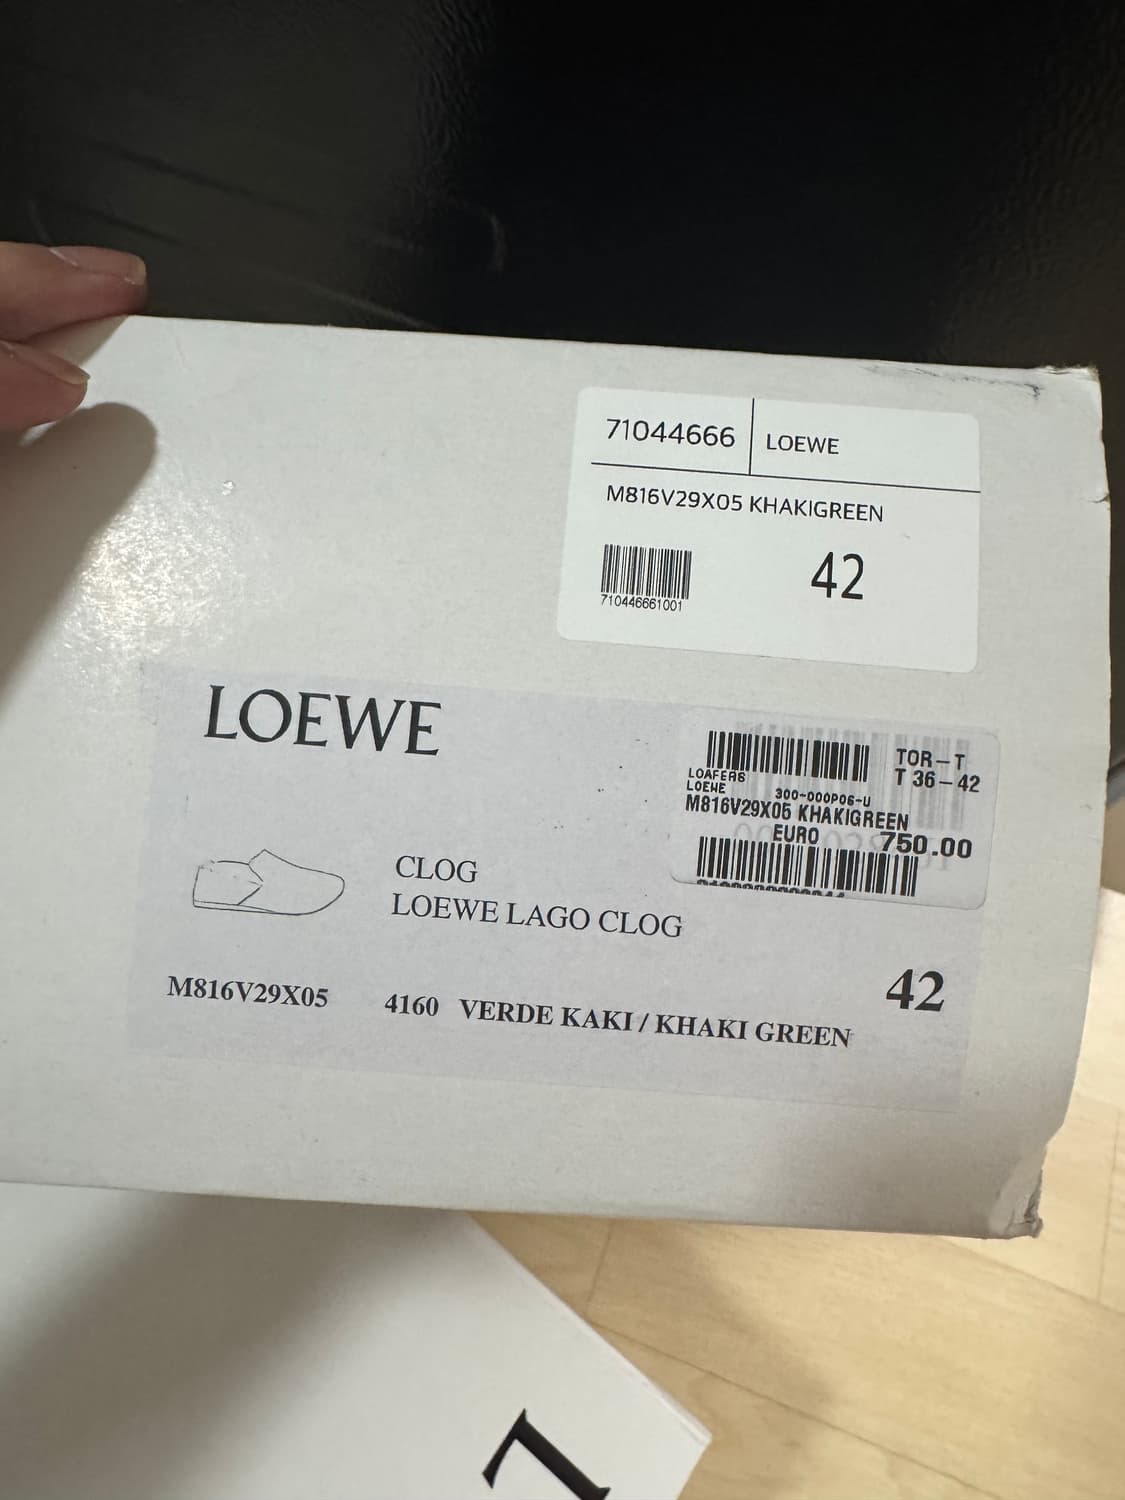 71044666 LOEWE
M816V29X05 KHAKIGREEN
42
710446661001
LOEWE
TOR-T
T 36-42
LOAFERS
LOEWE 300-000P06-U
M816V29X05 KHAKIGREEN
EURO 750.00
CLOG
LOEWE LAGO CLOG
42
M816V29X05 4160 VERDE KAKI / KHAKI GREEN
L